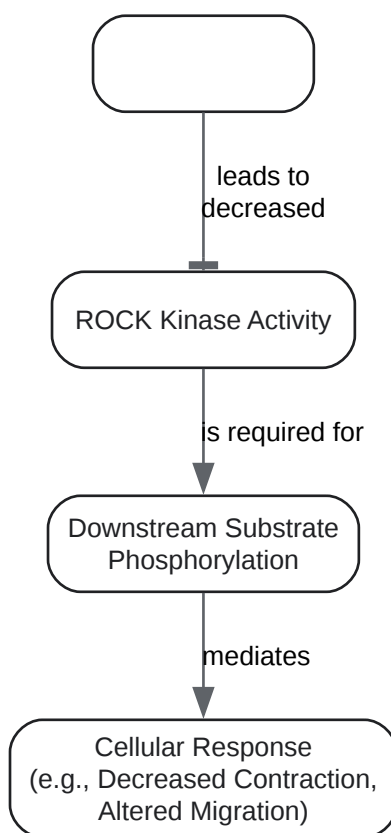 leads to
decreased
ROCK Kinase Activity
is required for
Downstream Substrate
Phosphorylation
mediates
Cellular Response
(e.g., Decreased Contraction,
Altered Migration)